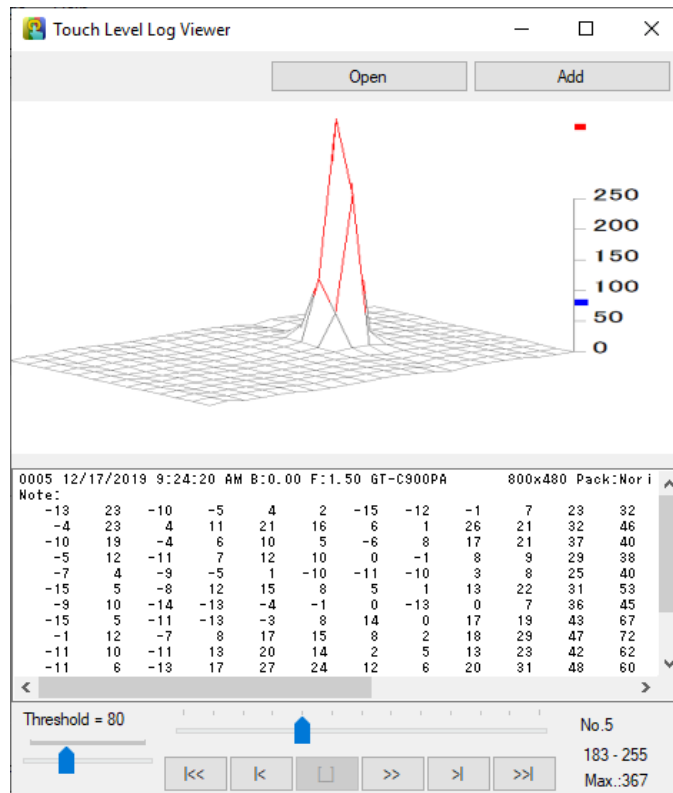 Touch Level Log Viewer
Open Add
250
200
150
100
50
0
0005 12/17/2019 9:24:20 AM B:0.00 F:1.50 GT-C900PA 800x480 Pack:Nori
Note:
-13 23 -10 -5 4 2 -15 -12 -1 7 23 32
-4 23 4 11 21 16 6 1 26 21 32 46
-10 19 -4 6 10 5 -6 8 17 21 37 40
-5 12 -11 7 12 10 0 -1 8 9 29 38
-7 4 -9 -5 1 -10 -11 -10 3 8 25 40
-15 5 -8 12 15 8 5 1 13 22 31 53
-9 10 -14 -13 -4 -1 0 -13 0 7 36 45
-15 5 -11 -13 -3 8 14 0 17 19 43 67
-1 12 -7 8 17 15 8 2 18 29 47 72
-11 10 -11 13 20 14 2 5 13 23 42 62
-11 6 -13 17 27 24 12 6 20 31 48 60
Threshold = 80
No.5
183 - 255
Max.:367
|<< |< [ ] >> >| >>|